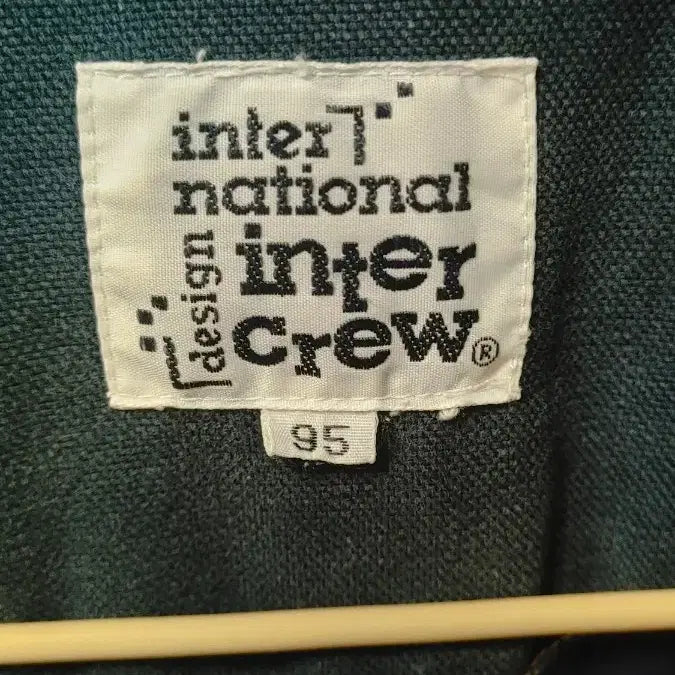 inter
national
design
inter
crew®
95